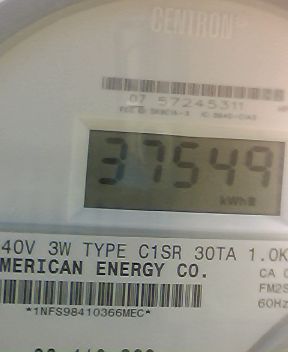 CENTRON
07 57245311
37549
kWh
40V 3W TYPE C1SR 30TA 1.0K
MERICAN ENERGY CO.
CA
FM2S
60Hz
*1NFS98410366MEC*